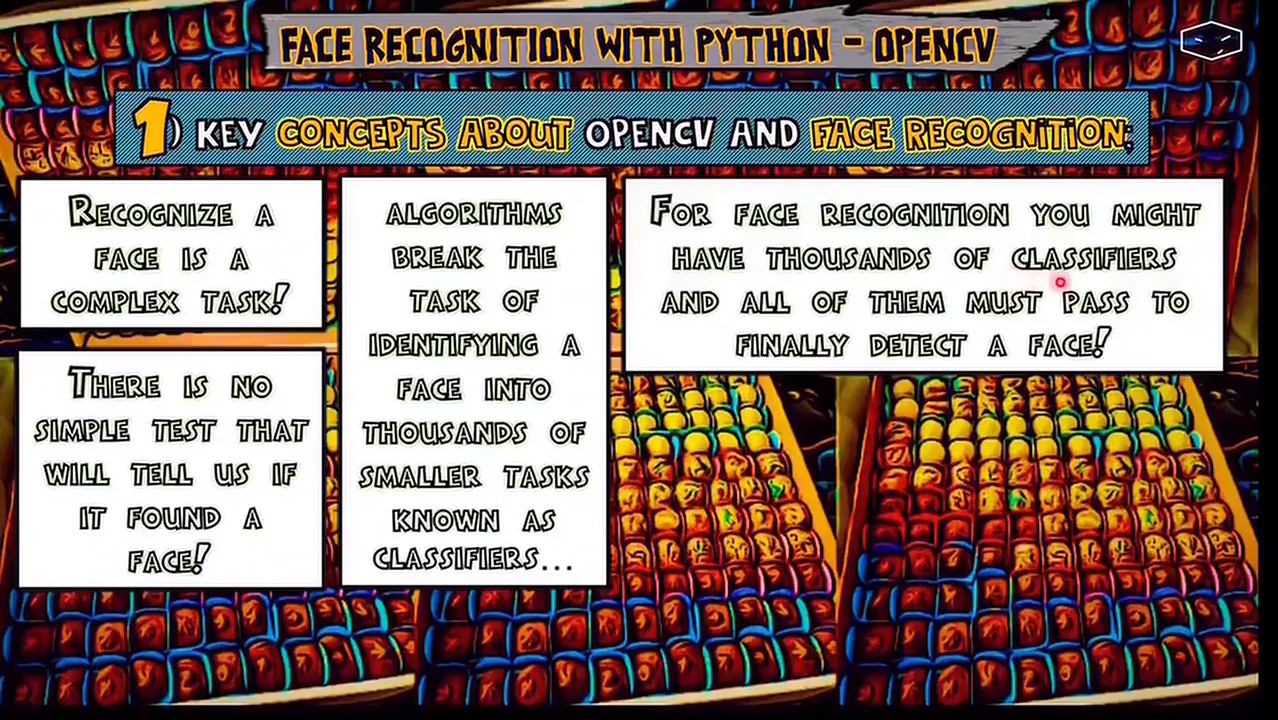 FACE RECOGNITION WITH PYTHON - OPENCV
1) KEY CONCEPTS ABOUT OPENCV AND FACE RECOGNITION:
RECOGNIZE A
FACE IS A
COMPLEX TASK!
THERE IS NO
SIMPLE TEST THAT
WILL TELL US IF
IT FOUND A
FACE!
ALGORITHMS
BREAK THE
TASK OF
IDENTIFYING A
FACE INTO
THOUSANDS OF
SMALLER TASKS
KNOWN AS
CLASSIFIERS...
FOR FACE RECOGNITION YOU MIGHT
HAVE THOUSANDS OF CLASSIFIERS
AND ALL OF THEM MUST PASS TO
FINALLY DETECT A FACE!